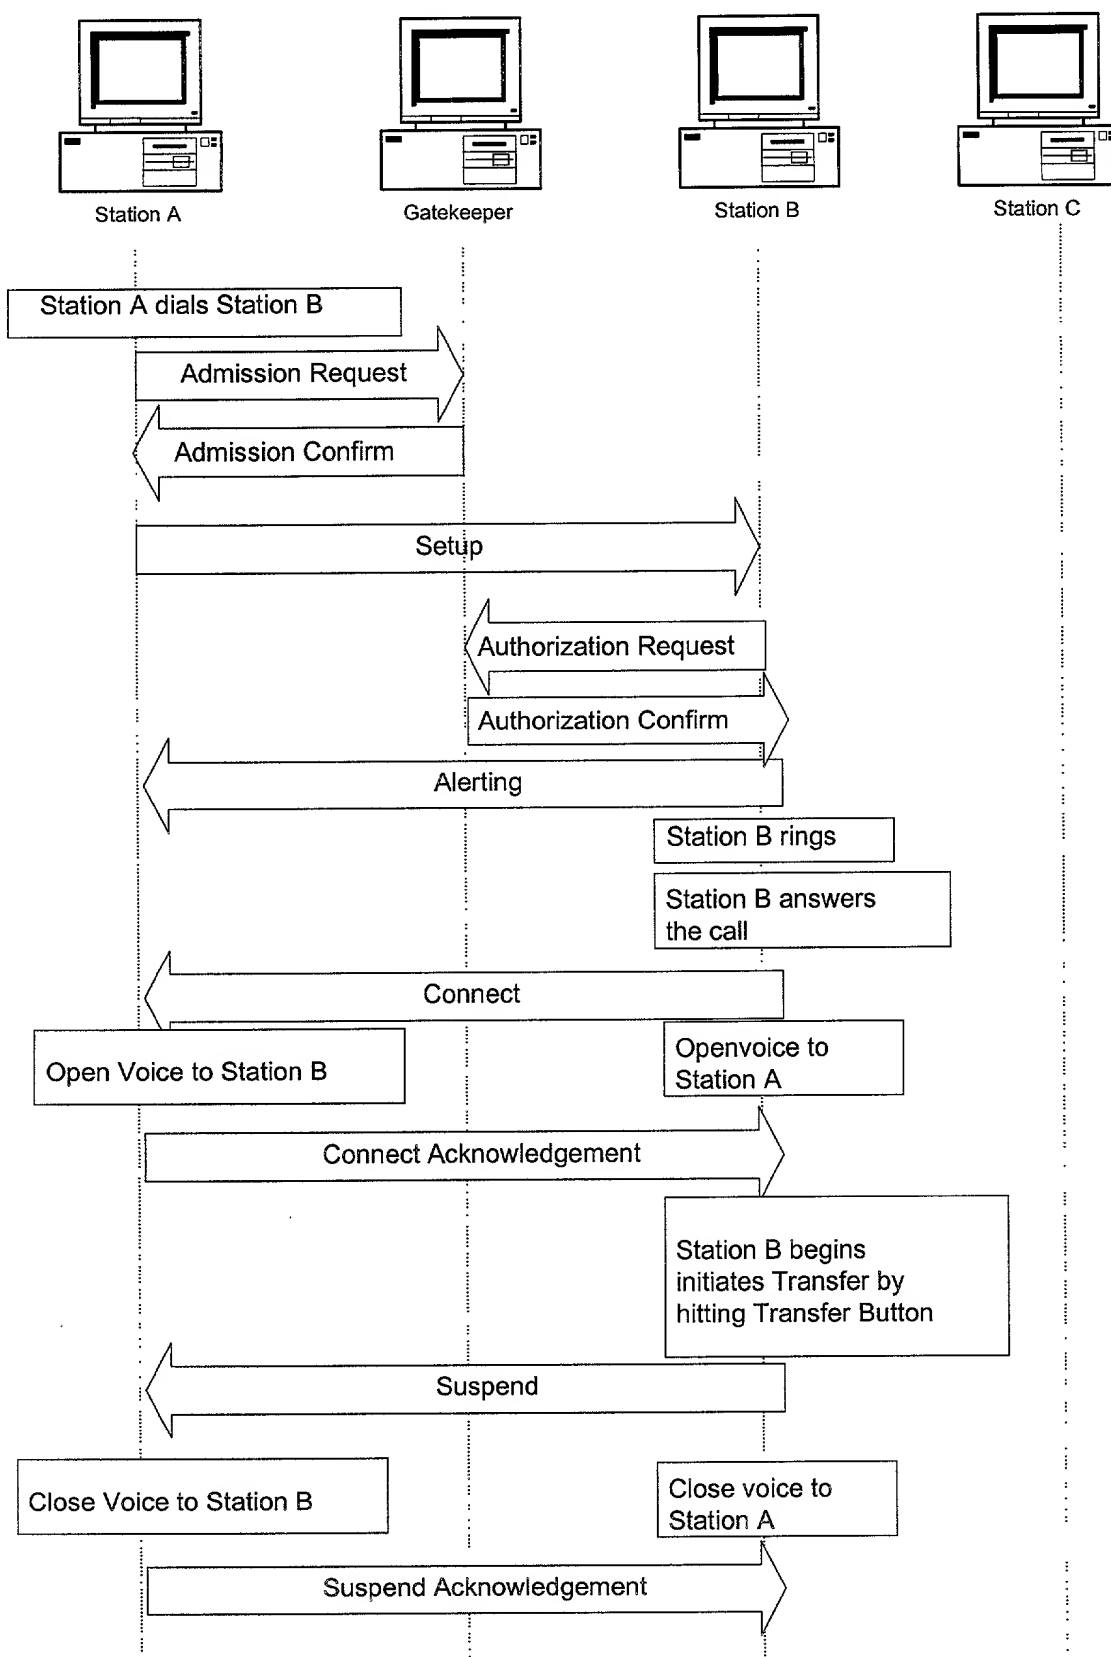 Station A
Gatekeeper
Station B
Station C
Station A dials Station B
Admission Request
Admission Confirm
Setup
Authorization Request
Authorization Confirm
Alerting
Station B rings
Station B answers
the call
Connect
Open Voice to Station B
Openvoice to
Station A
Connect Acknowledgement
Station B begins
initiates Transfer by
hitting Transfer Button
Suspend
Close Voice to Station B
Close voice to
Station A
Suspend Acknowledgement